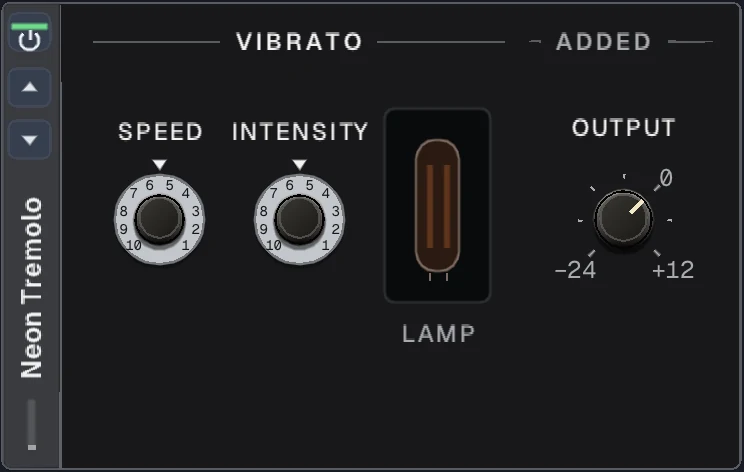 VIBRATO
ADDED
SPEED
INTENSITY
OUTPUT
1 2 3 4 5 6 7 8 9 10
1 2 3 4 5 6 7 8 9 10
0
-24
+12
LAMP
Neon Tremolo